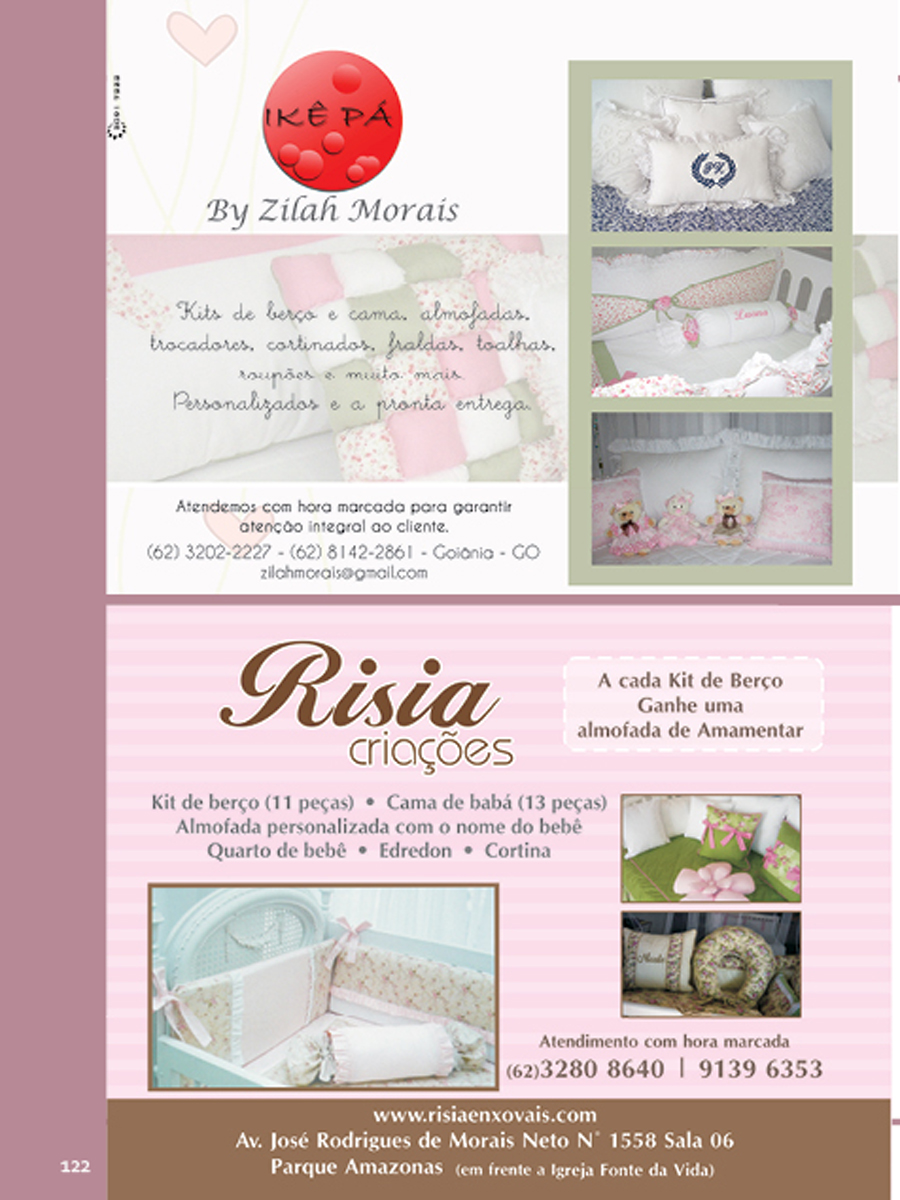 IKÊ PÁ
By Zilah Morais
Kits de berço e cama, almofadas,
trocadores, cortinados, fraldas, toalhas,
roupões e muito mais.
Personalizados e a pronta entrega.
Atendemos com hora marcada para garantir
atenção integral ao cliente.
(62) 3202-2227 - (62) 8142-2861 - Goiânia - GO
zilahmorais@gmail.com
Luana
Risia
criações
A cada Kit de Berço
Ganhe uma
almofada de Amamentar
Kit de berço (11 peças) • Cama de babá (13 peças)
Almofada personalizada com o nome do bebê
Quarto de bebê • Edredon • Cortina
Atendimento com hora marcada
(62)3280 8640 | 9139 6353
www.risiaenxovais.com
Av. José Rodrigues de Morais Neto N° 1558 Sala 06
Parque Amazonas (em frente a Igreja Fonte da Vida)
122